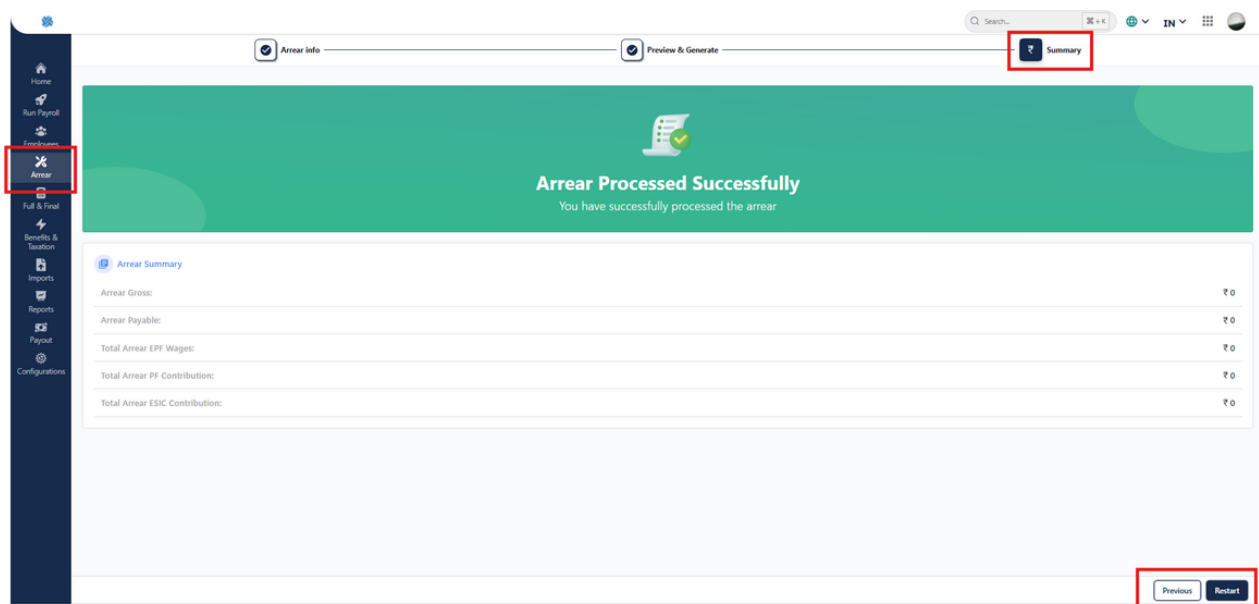 Search...
⌘ + K
IN
Arrear info
Preview & Generate
₹ Summary
Home
Run Payroll
Employees
Arrear
Full & Final
Benefits &
Taxation
Imports
Reports
Payout
Configurations
Arrear Processed Successfully
You have successfully processed the arrear
Arrear Summary
Arrear Gross: ₹ 0
Arrear Payable: ₹ 0
Total Arrear EPF Wages: ₹ 0
Total Arrear PF Contribution: ₹ 0
Total Arrear ESIC Contribution: ₹ 0
Previous
Restart